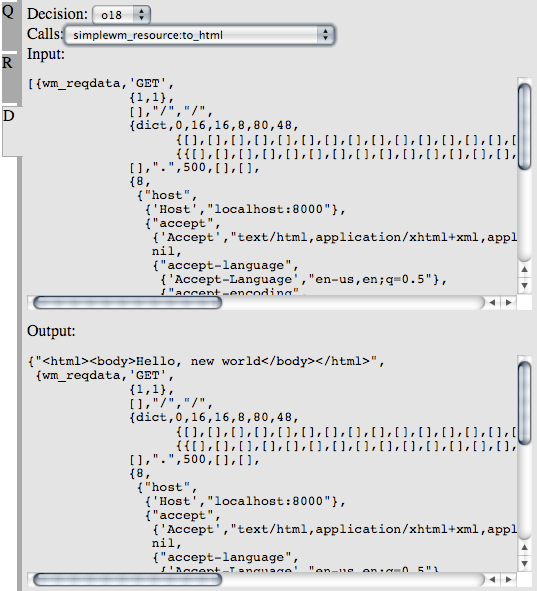 Q
R
D
Decision: o18
Calls: simplewm_resource:to_html
Input:
[{wm_reqdata,'GET',
{1,1},
[],"/","/",
{dict,0,16,16,8,80,48,
{[],[],[],[],[],[],[],[],[],[],[],[],[],[
{{[],[],[],[],[],[],[],[],[],[],[],[],[],
[],".",500,[],[],
{8,
{"host",
{'Host',"localhost:8000"},
{"accept",
{'Accept',"text/html,application/xhtml+xml,appl
nil,
{"accept-language",
{'Accept-Language',"en-us,en;q=0.5"},
{"accept-encoding",
Output:
{"<html><body>Hello, new world</body></html>",
{wm_reqdata,'GET',
{1,1},
[],"/","/",
{dict,0,16,16,8,80,48,
{[],[],[],[],[],[],[],[],[],[],[],[],[],[
{{[],[],[],[],[],[],[],[],[],[],[],[],[],
[],".",500,[],[],
{8,
{"host",
{'Host',"localhost:8000"},
{"accept",
{'Accept',"text/html,application/xhtml+xml,appl
nil,
{"accept-language",
{'Accept-Language',"en-us,en;q=0.5"}